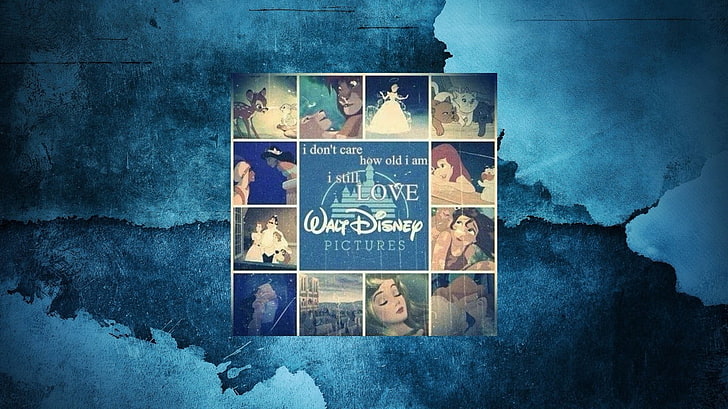 i don't care
how old i am
i still
LOVE
WALT DISNEY
PICTURES